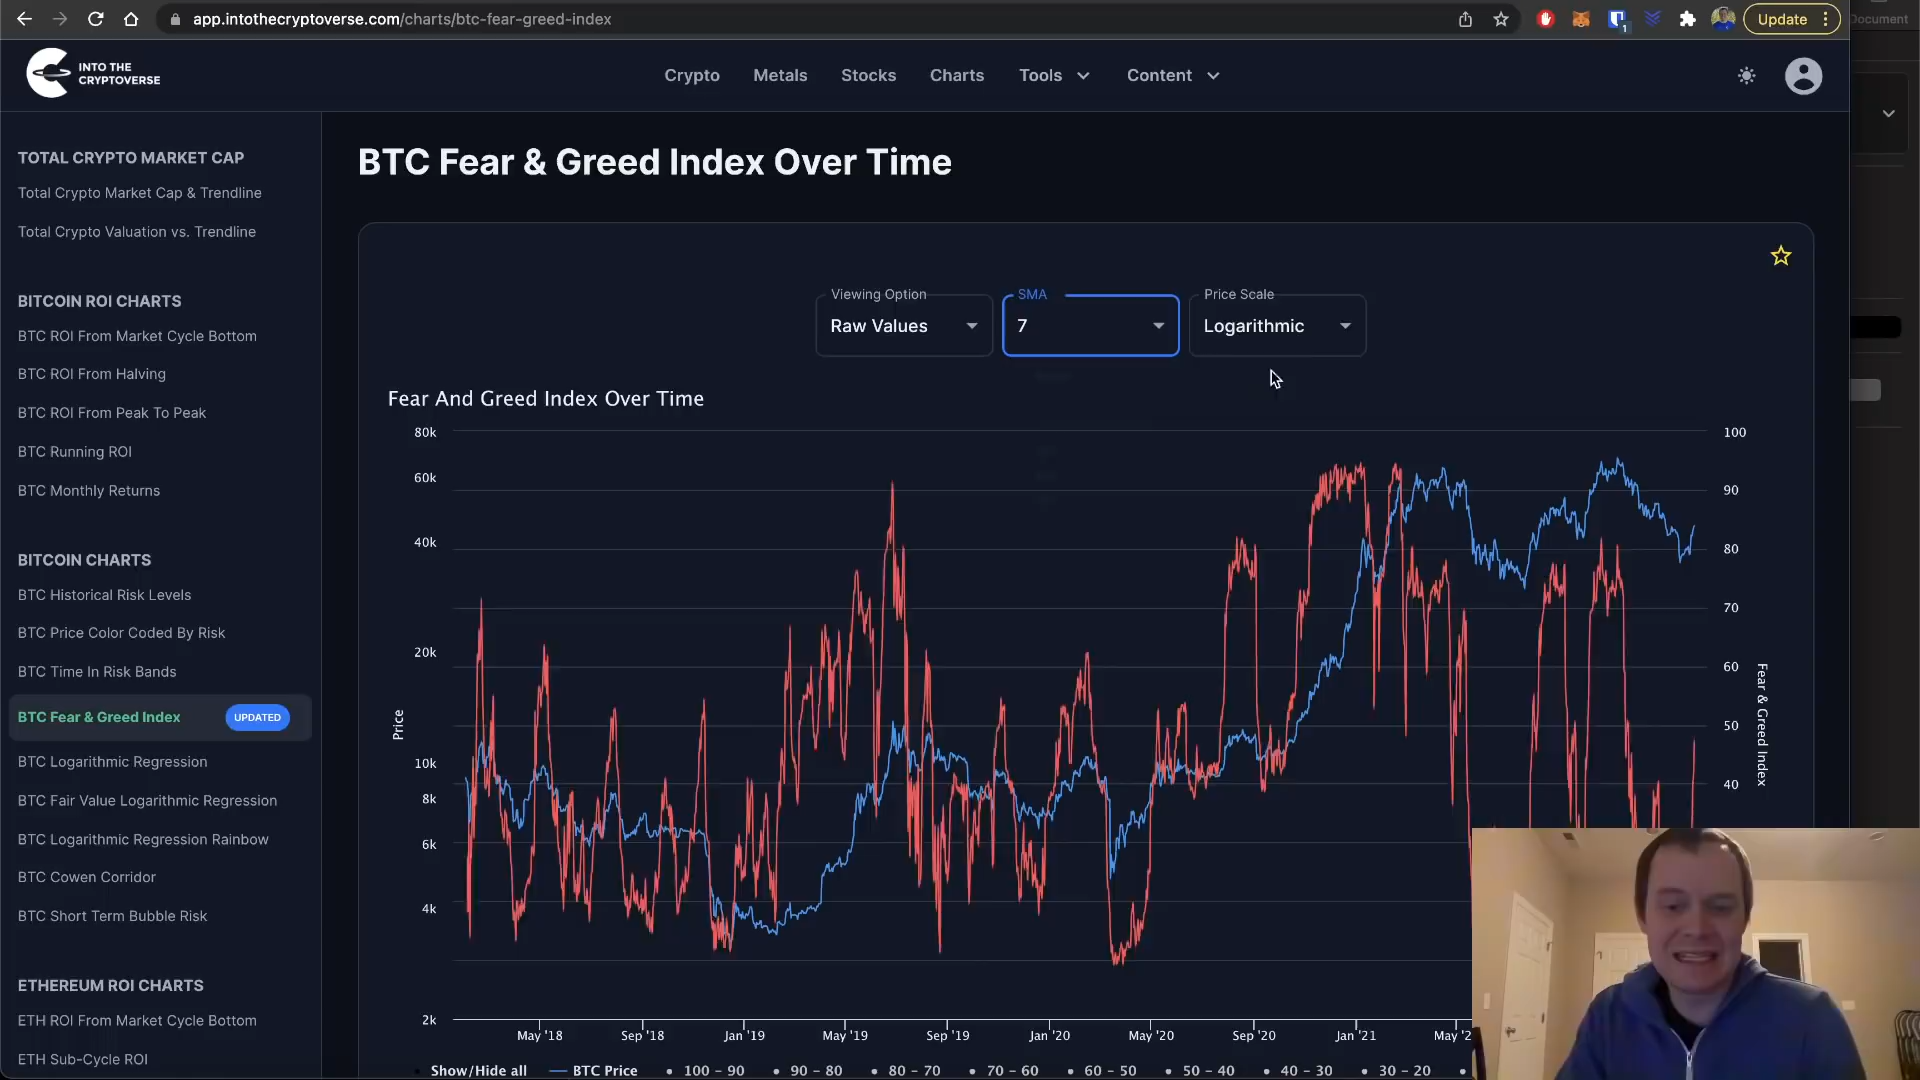 app.intothecryptoverse.com/charts/btc-fear-greed-index
1
Update
Document
INTO THE
CRYPTOVERSE
Crypto
Metals
Stocks
Charts
Tools
Content
TOTAL CRYPTO MARKET CAP
Total Crypto Market Cap & Trendline
Total Crypto Valuation vs. Trendline
BITCOIN ROI CHARTS
BTC ROI From Market Cycle Bottom
BTC ROI From Halving
BTC ROI From Peak To Peak
BTC Running ROI
BTC Monthly Returns
BITCOIN CHARTS
BTC Historical Risk Levels
BTC Price Color Coded By Risk
BTC Time In Risk Bands
BTC Fear & Greed Index UPDATED
BTC Logarithmic Regression
BTC Fair Value Logarithmic Regression
BTC Logarithmic Regression Rainbow
BTC Cowen Corridor
BTC Short Term Bubble Risk
ETHEREUM ROI CHARTS
ETH ROI From Market Cycle Bottom
ETH Sub-Cycle ROI
BTC Fear & Greed Index Over Time
Viewing Option
Raw Values
SMA
7
Price Scale
Logarithmic
Fear And Greed Index Over Time
80k
60k
40k
20k
10k
8k
6k
4k
2k
Price
100
90
80
70
60
50
40
Fear & Greed Index
May '18
Sep '18
Jan '19
May '19
Sep '19
Jan '20
May '20
Sep '20
Jan '21
May '2
Show/Hide all
BTC Price
100 - 90
90 - 80
80 - 70
70 - 60
60 - 50
50 - 40
40 - 30
30 - 20